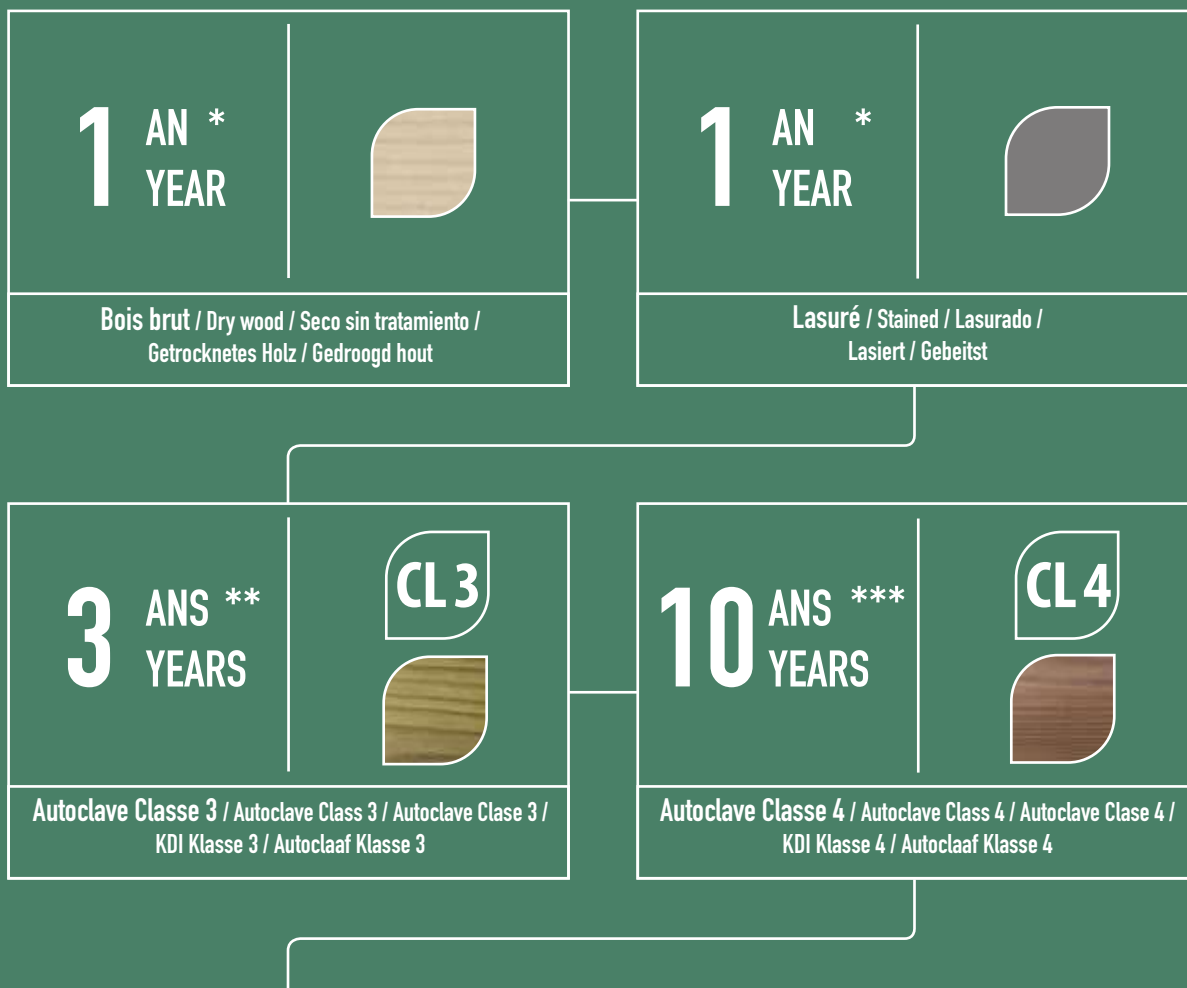 1 AN *
YEAR
Bois brut / Dry wood / Seco sin tratamiento /
Getrocknetes Holz / Gedroogd hout
1 AN *
YEAR
Lasuré / Stained / Lasurado /
Lasiert / Gebeitst
3 ANS **
YEARS
CL 3
Autoclave Classe 3 / Autoclave Class 3 / Autoclave Clase 3 /
KDI Klasse 3 / Autoclaaf Klasse 3
10 ANS ***
YEARS
CL 4
Autoclave Classe 4 / Autoclave Class 4 / Autoclave Clase 4 /
KDI Klasse 4 / Autoclaaf Klasse 4